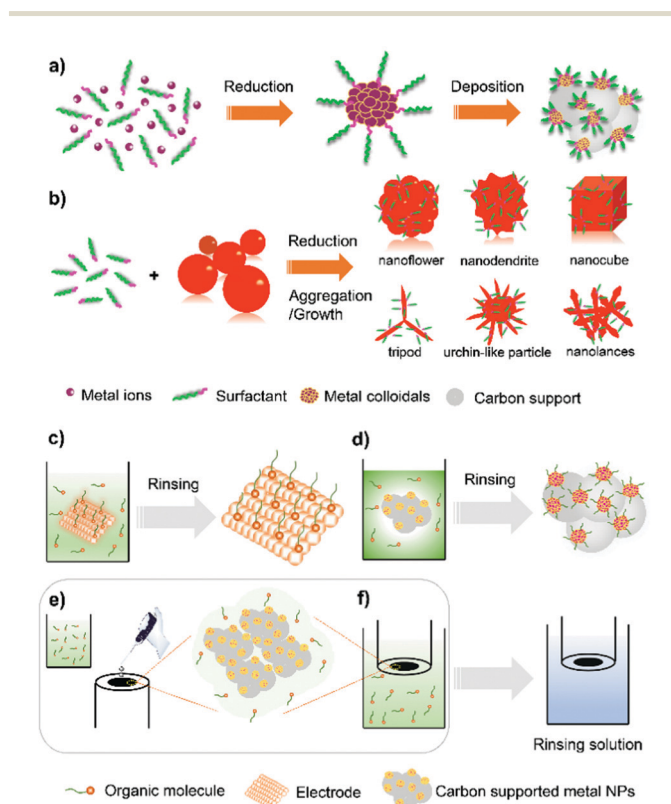 a)
Reduction
Deposition
b)
+
Reduction
Aggregation
/Growth
nanoflower
nanodendrite
nanocube
tripod
urchin-like particle
nanolances
Metal ions
Surfactant
Metal colloidals
Carbon support
c)
Rinsing
d)
Rinsing
e)
f)
Rinsing solution
Organic molecule
Electrode
Carbon supported metal NPs